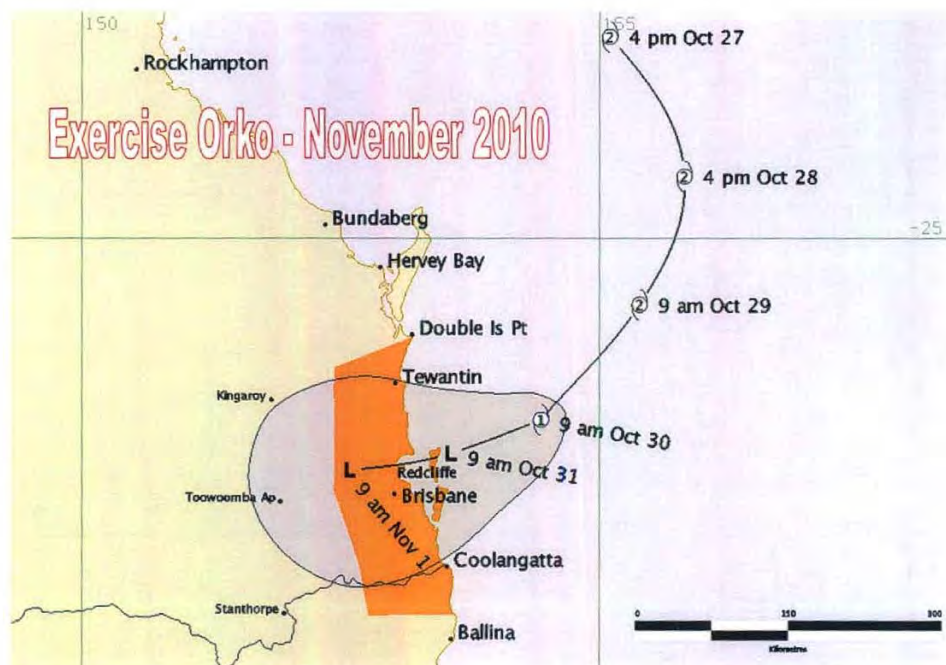 150
155
② 4 pm Oct 27
Rockhampton
Exercise Orko - November 2010
② 4 pm Oct 28
Bundaberg
-25
Hervey Bay
② 9 am Oct 29
Double Is Pt
Tewantin
Kingaroy
① 9 am Oct 30
L 9 am Oct 31
L 9 am Nov 1
Redcliffe
Toowoomba Ap
Brisbane
Coolangatta
Stanthorpe
Ballina
0 150 300
Kilometres